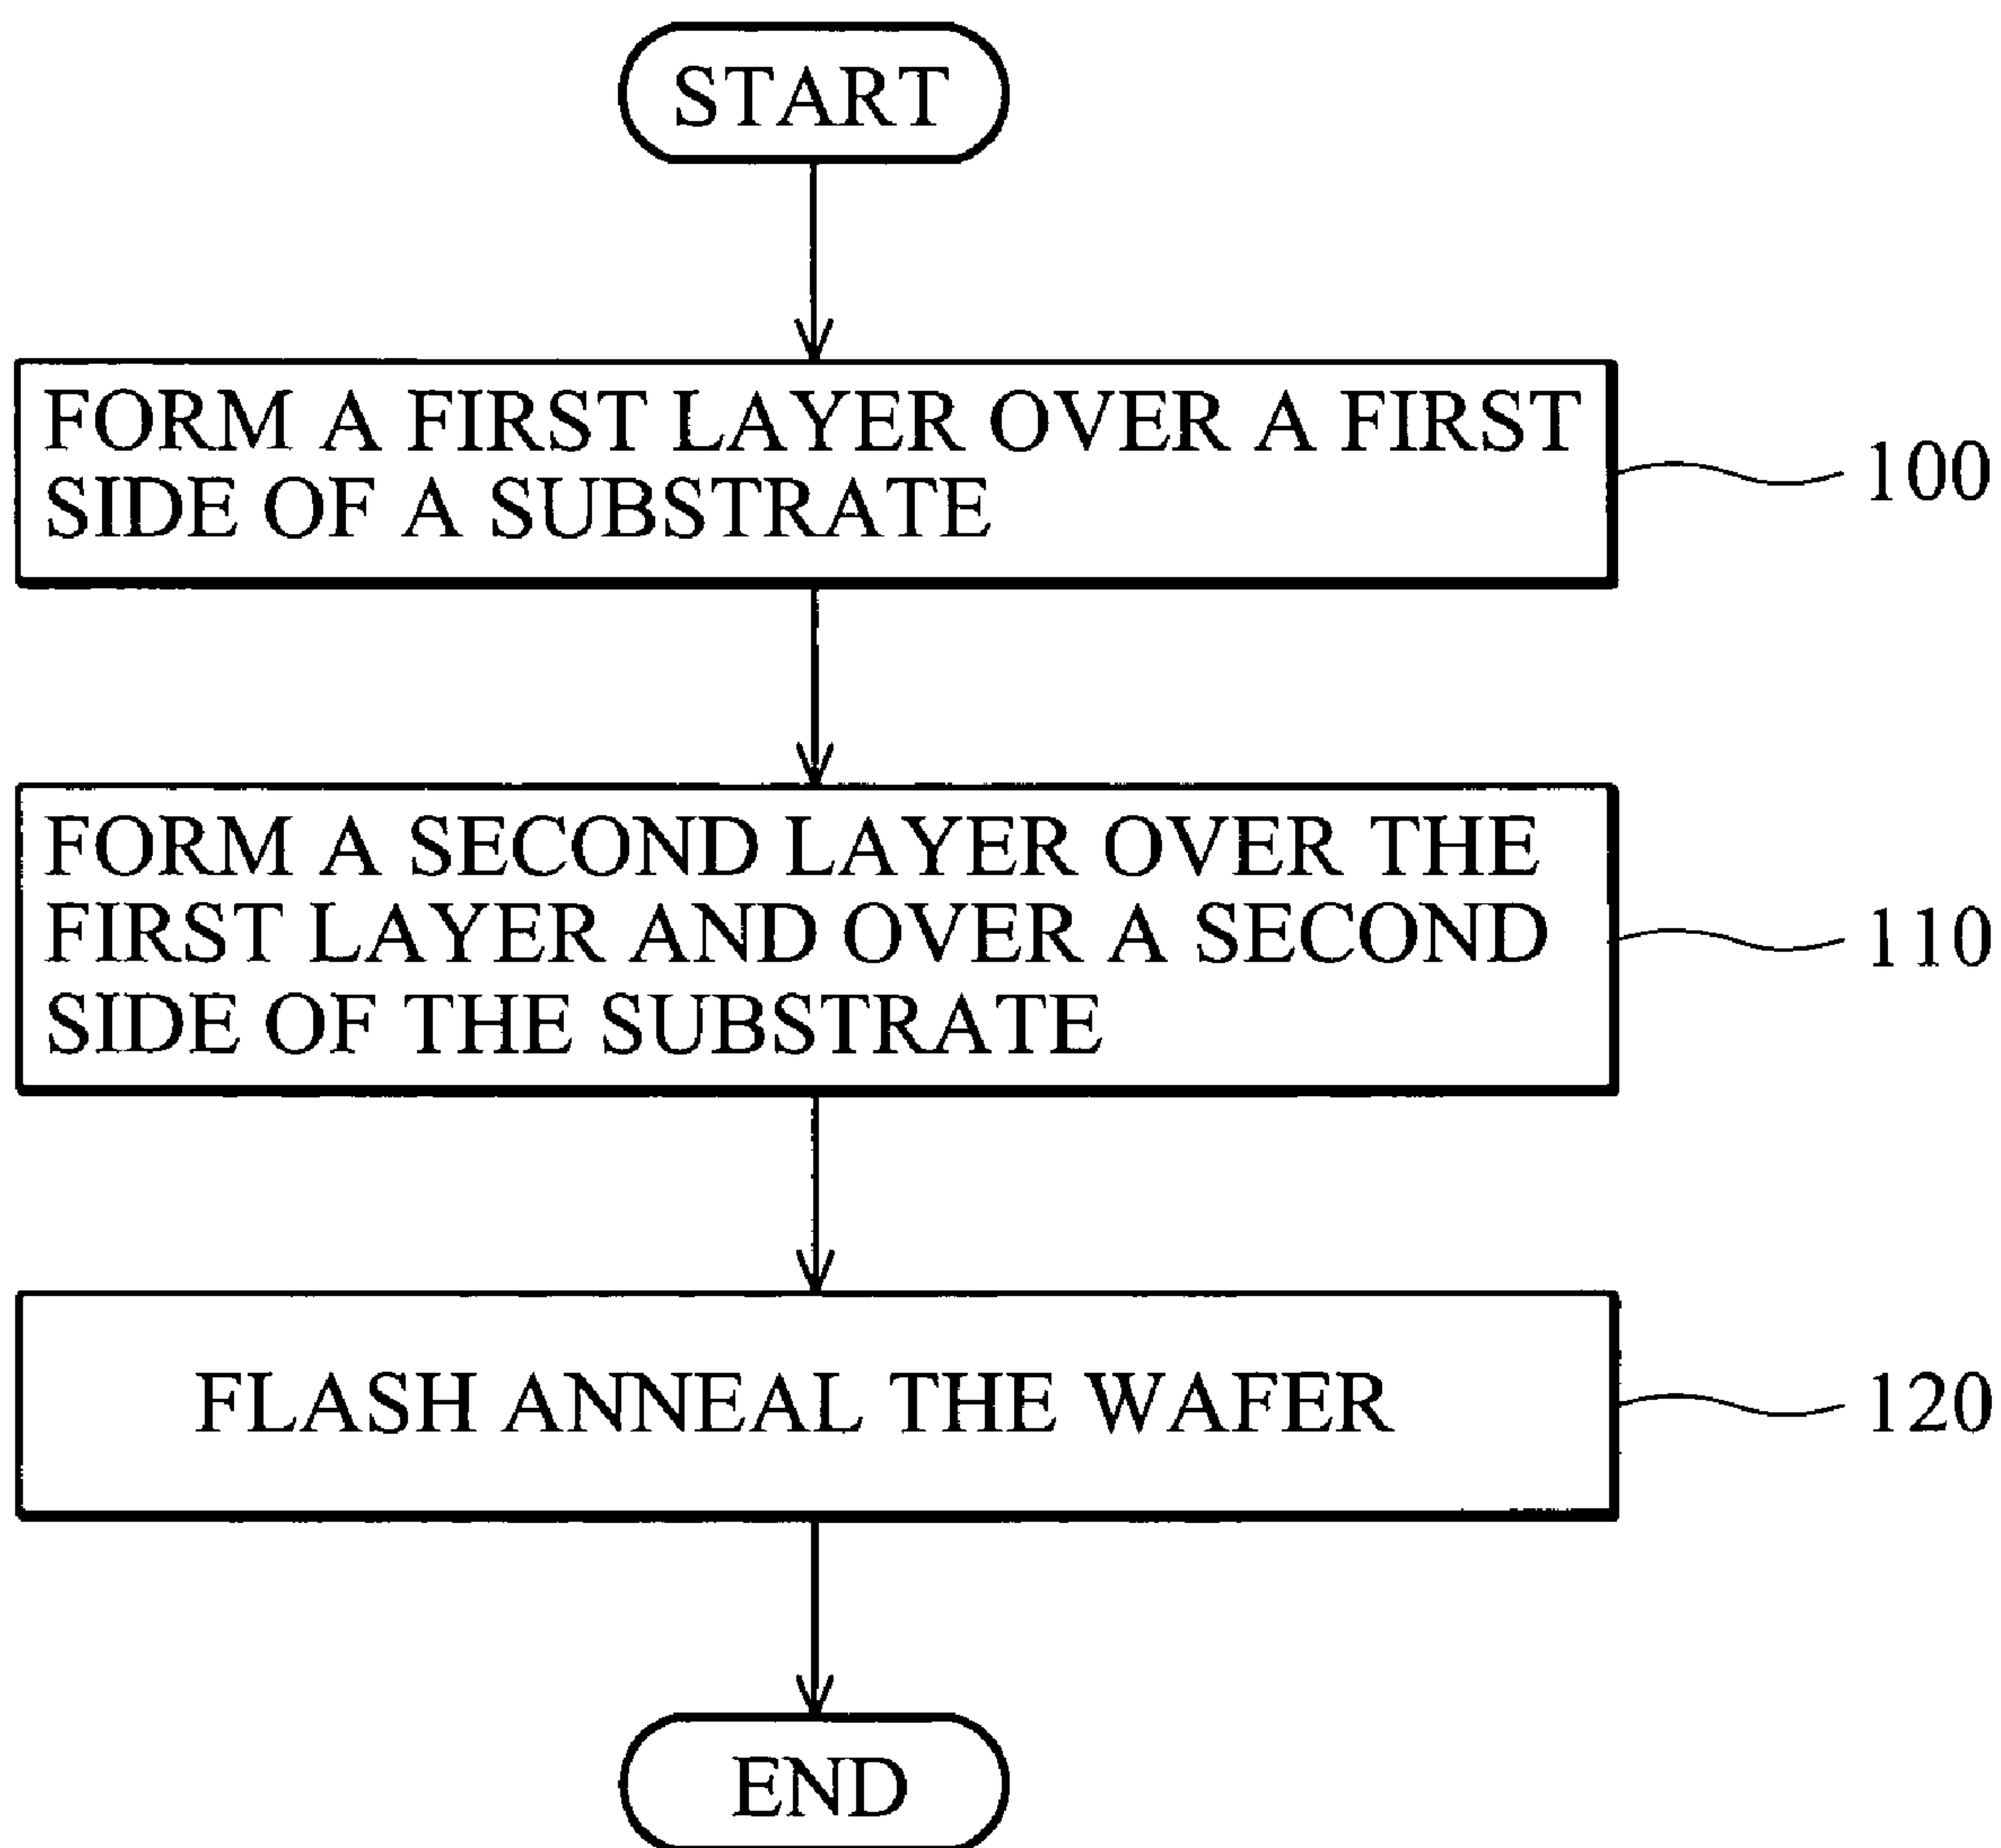 START
FORM A FIRST LAYER OVER A FIRST
SIDE OF A SUBSTRATE
100
FORM A SECOND LAYER OVER THE
FIRST LAYER AND OVER A SECOND
SIDE OF THE SUBSTRATE
110
FLASH ANNEAL THE WAFER
120
END